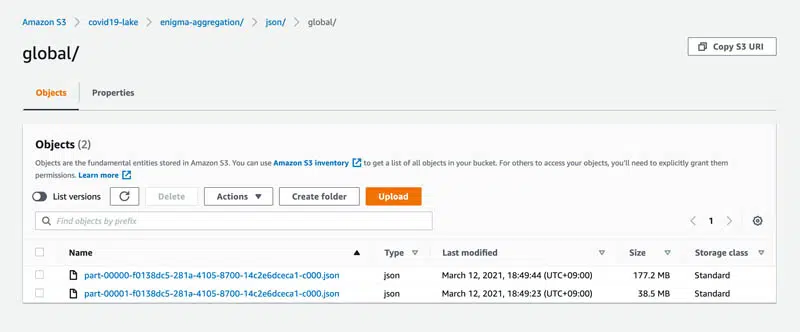 Amazon S3 > covid19-lake > enigma-aggregation/ > json/ > global/
global/
Copy S3 URI
Objects Properties
Objects (2)
Objects are the fundamental entities stored in Amazon S3. You can use Amazon S3 inventory to get a list of all objects in your bucket. For others to access your objects, you'll need to explicitly grant them
permissions. Learn more
List versions Delete Actions Create folder Upload
Find objects by prefix
1
Name Type Last modified Size Storage class
part-00000-f0138dc5-281a-4105-8700-14c2e6dceca1-c000.json json March 12, 2021, 18:49:44 (UTC+09:00) 177.2 MB Standard
part-00001-f0138dc5-281a-4105-8700-14c2e6dceca1-c000.json json March 12, 2021, 18:49:23 (UTC+09:00) 38.5 MB Standard